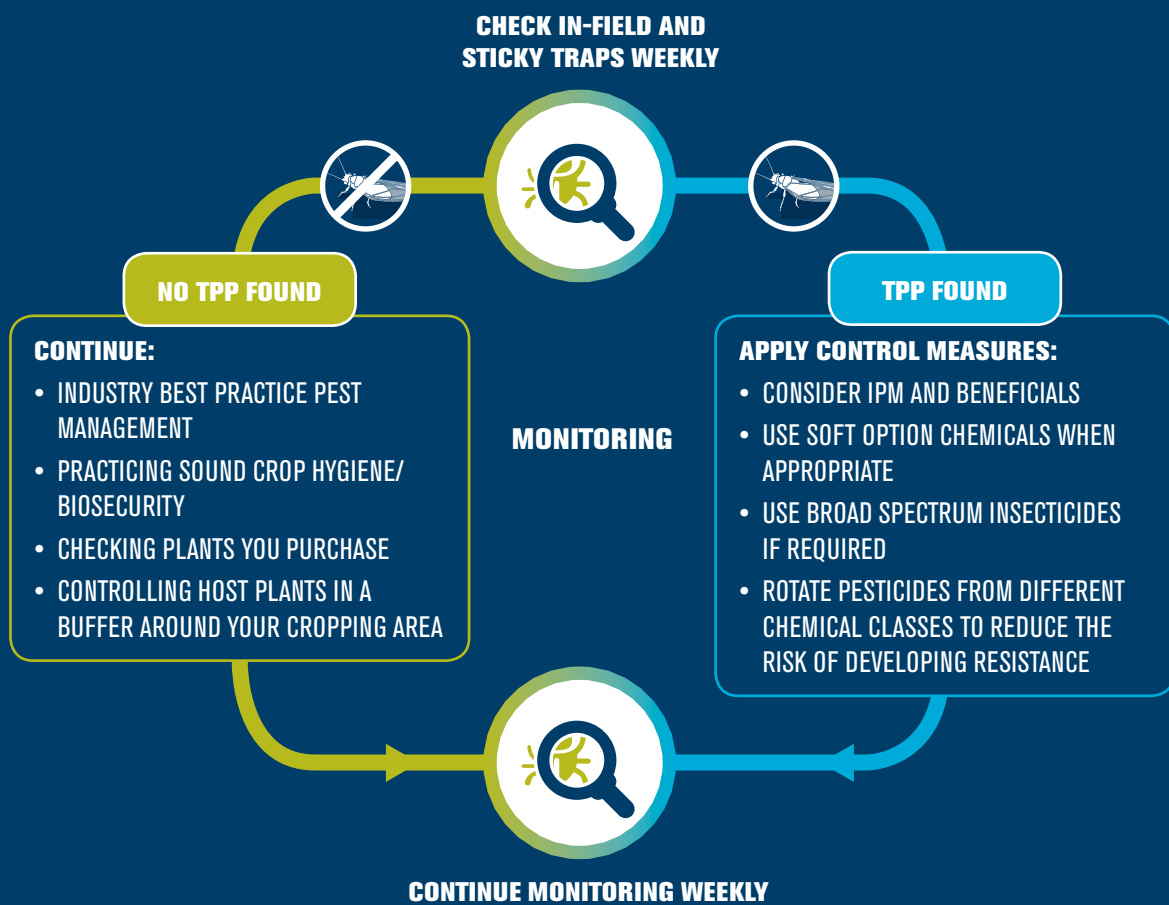 CHECK IN-FIELD AND
STICKY TRAPS WEEKLY
NO TPP FOUND
CONTINUE:
• INDUSTRY BEST PRACTICE PEST
MANAGEMENT
• PRACTICING SOUND CROP HYGIENE/
BIOSECURITY
• CHECKING PLANTS YOU PURCHASE
• CONTROLLING HOST PLANTS IN A
BUFFER AROUND YOUR CROPPING AREA
MONITORING
TPP FOUND
APPLY CONTROL MEASURES:
• CONSIDER IPM AND BENEFICIALS
• USE SOFT OPTION CHEMICALS WHEN
APPROPRIATE
• USE BROAD SPECTRUM INSECTICIDES
IF REQUIRED
• ROTATE PESTICIDES FROM DIFFERENT
CHEMICAL CLASSES TO REDUCE THE
RISK OF DEVELOPING RESISTANCE
CONTINUE MONITORING WEEKLY